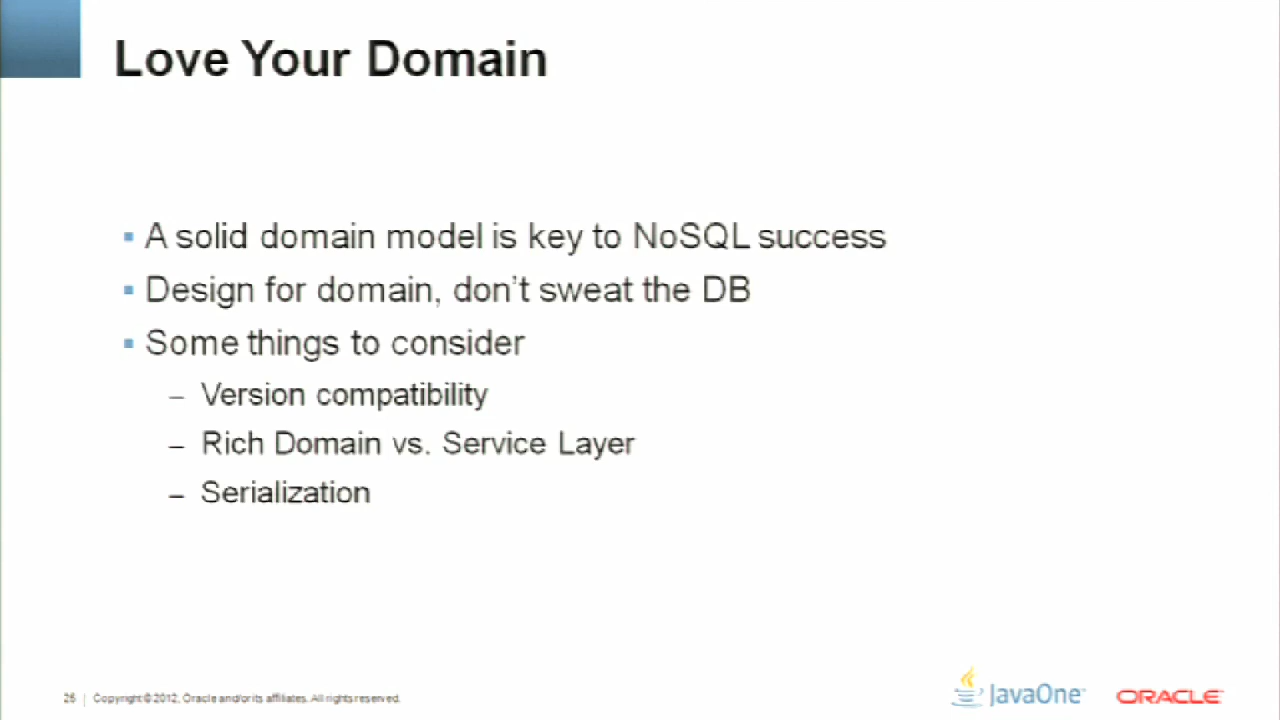 Love Your Domain
▪ A solid domain model is key to NoSQL success
▪ Design for domain, don't sweat the DB
▪ Some things to consider
– Version compatibility
– Rich Domain vs. Service Layer
– Serialization
25 | Copyright © 2012, Oracle and/or its affiliates. All rights reserved.
JavaOne
ORACLE